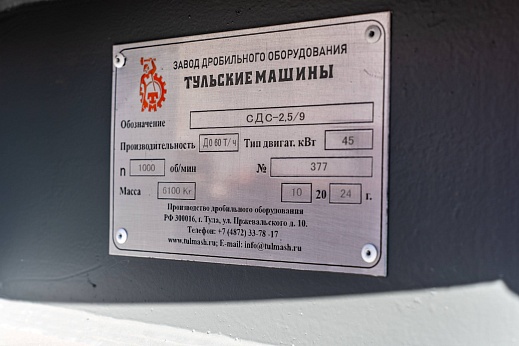 ЗАВОД ДРОБИЛЬНОГО ОБОРУДОВАНИЯ
ТУЛЬСКИЕ МАШИНЫ
Обозначение СДС-2,5/9
Производительность До 60 Т/ч Тип двигат. кВт 45
n 1000 об/мин № 377
Масса 6100 Кг 10 20 24 г.
Производство дробильного оборудования
РФ 300016, г. Тула, ул. Пржевальского д. 10.
Телефон: +7 (4872) 33-78 -17
www.tulmash.ru; E-mail: info@tulmash.ru